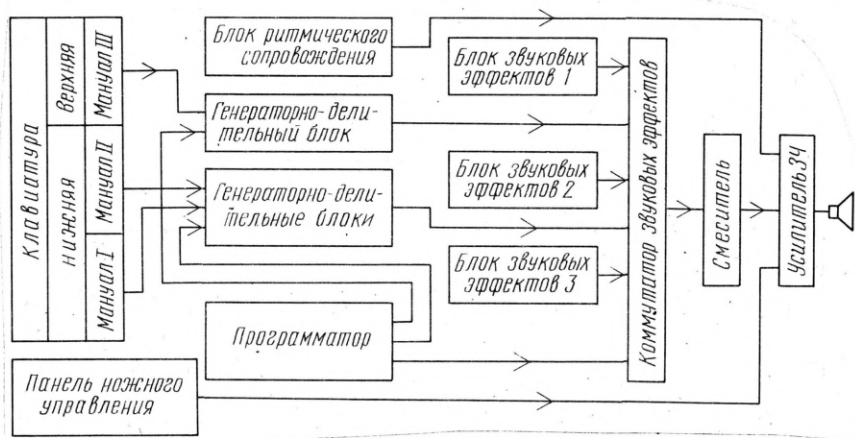 Клавиатура
Верхняя
Мануал III
нижняя
Мануал II
Мануал I
Блок ритмического
сопровождения
Генераторно-дели-
тельный блок
Генераторно-дели-
тельные блоки
Программатор
Панель ножного
управления
Блок звуковых
эффектов 1
Блок звуковых
эффектов 2
Блок звуковых
эффектов 3
Коммутатор звуковых эффектов
Смеситель
Усилитель ЗЧ